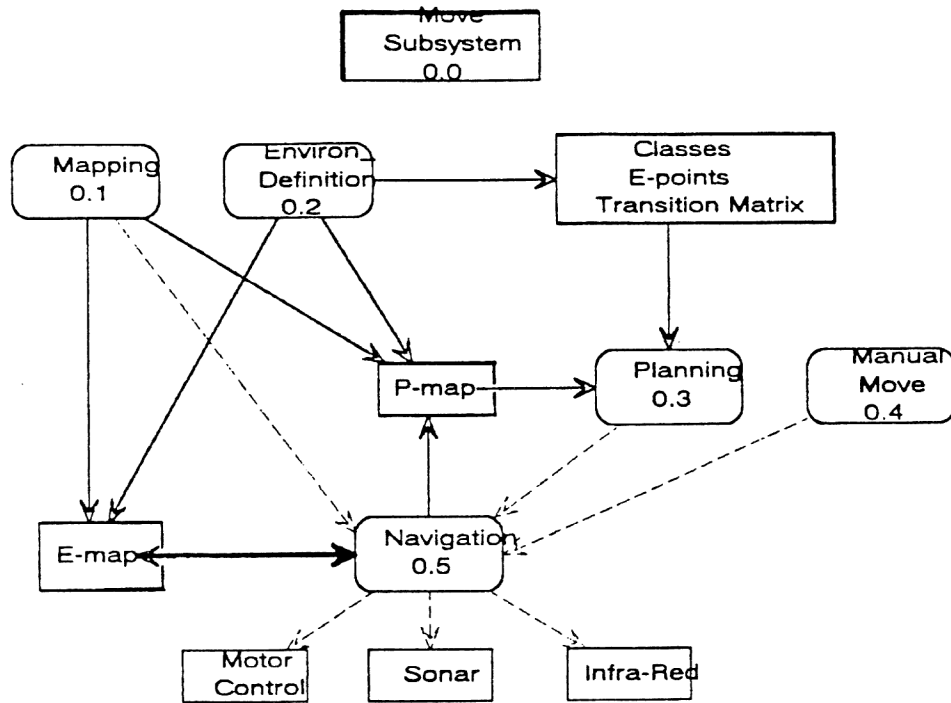 Move
Subsystem
0.0
Mapping
0.1
Environ_
Definition
0.2
Classes
E-points
Transition Matrix
P-map
Planning
0.3
Manual
Move
0.4
E-map
Navigation
0.5
Motor
Control
Sonar
Infra-Red